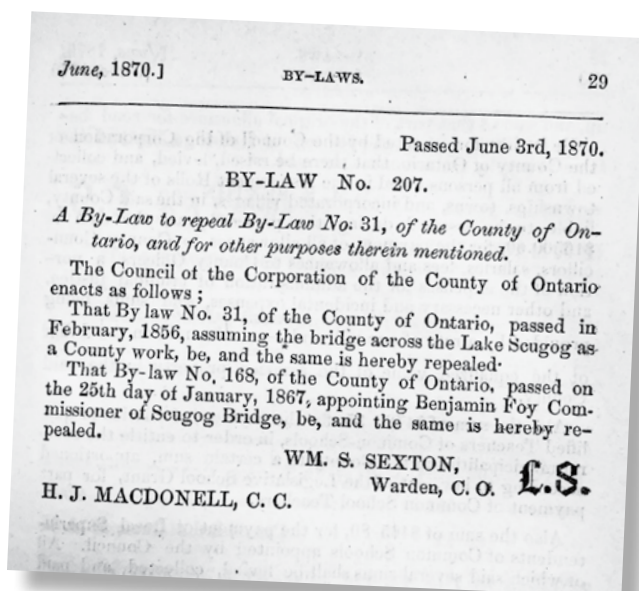 June, 1870.] BY-LAWS. 29
Passed June 3rd, 1870.
BY-LAW No. 207.
A By-Law to repeal By-Law No. 31, of the County of On-
tario, and for other purposes therein mentioned.
The Council of the Corporation of the County of Ontario
enacts as follows :
That By law No. 31, of the County of Ontario, passed in
February, 1856, assuming the bridge across the Lake Scugog as
a County work, be, and the same is hereby repealed.
That By-law No. 168, of the County of Ontario, passed on
the 25th day of January, 1867, appointing Benjamin Foy Com-
missioner of Scugog Bridge, be, and the same is hereby re-
pealed.
WM. S. SEXTON,
Warden, C. O. L.S.
H. J. MACDONELL, C. C.